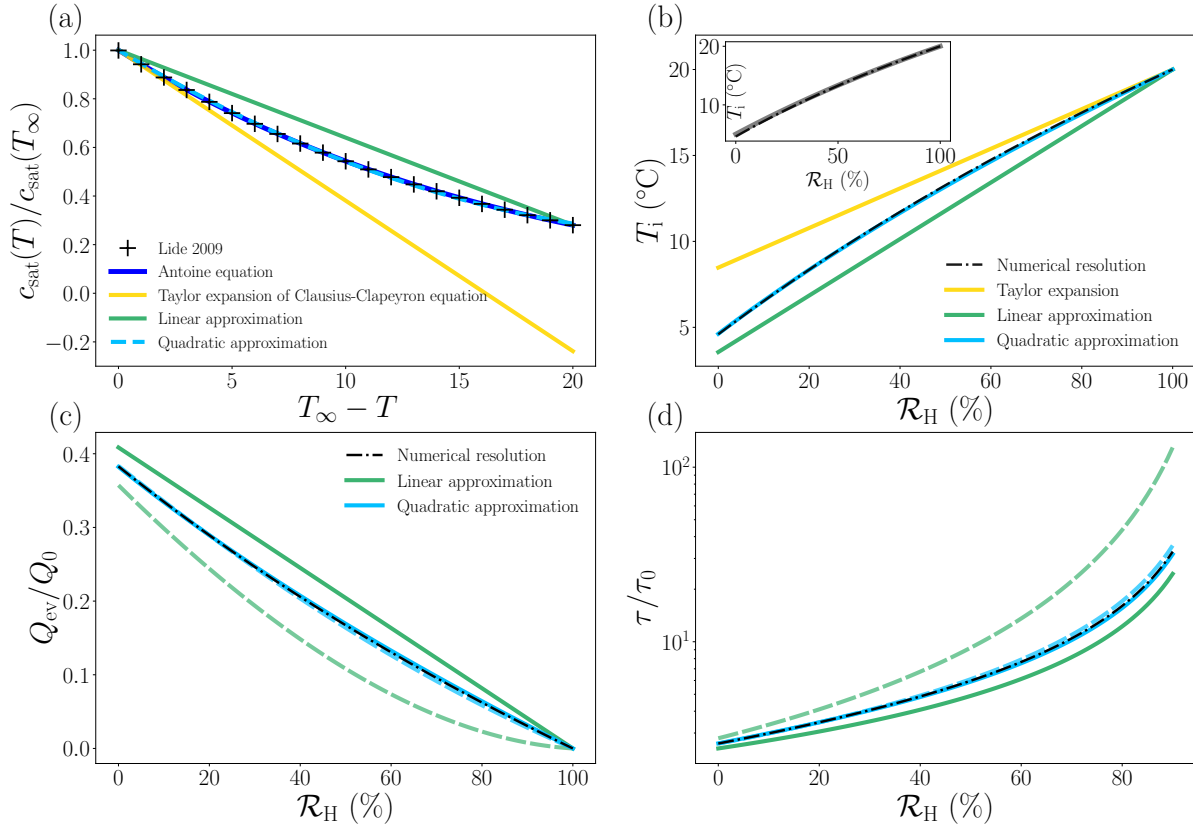 (a)
1.0
0.8
0.6
0.4
0.2
0.0
−0.2
c_sat(T)/c_sat(T_∞)
Lide 2009
Antoine equation
Taylor expansion of Clausius-Clapeyron equation
Linear approximation
Quadratic approximation
0 5 10 15 20
T_∞ − T
(b)
20
15
10
5
T_i (°C)
20
10
T_i (°C)
0 50 100
R_H (%)
Numerical resolution
Taylor expansion
Linear approximation
Quadratic approximation
0 20 40 60 80 100
R_H (%)
(c)
0.4
0.3
0.2
0.1
0.0
Q_ev/Q_0
Numerical resolution
Linear approximation
Quadratic approximation
0 20 40 60 80 100
R_H (%)
(d)
10²
10¹
τ/τ_0
0 20 40 60 80
R_H (%)